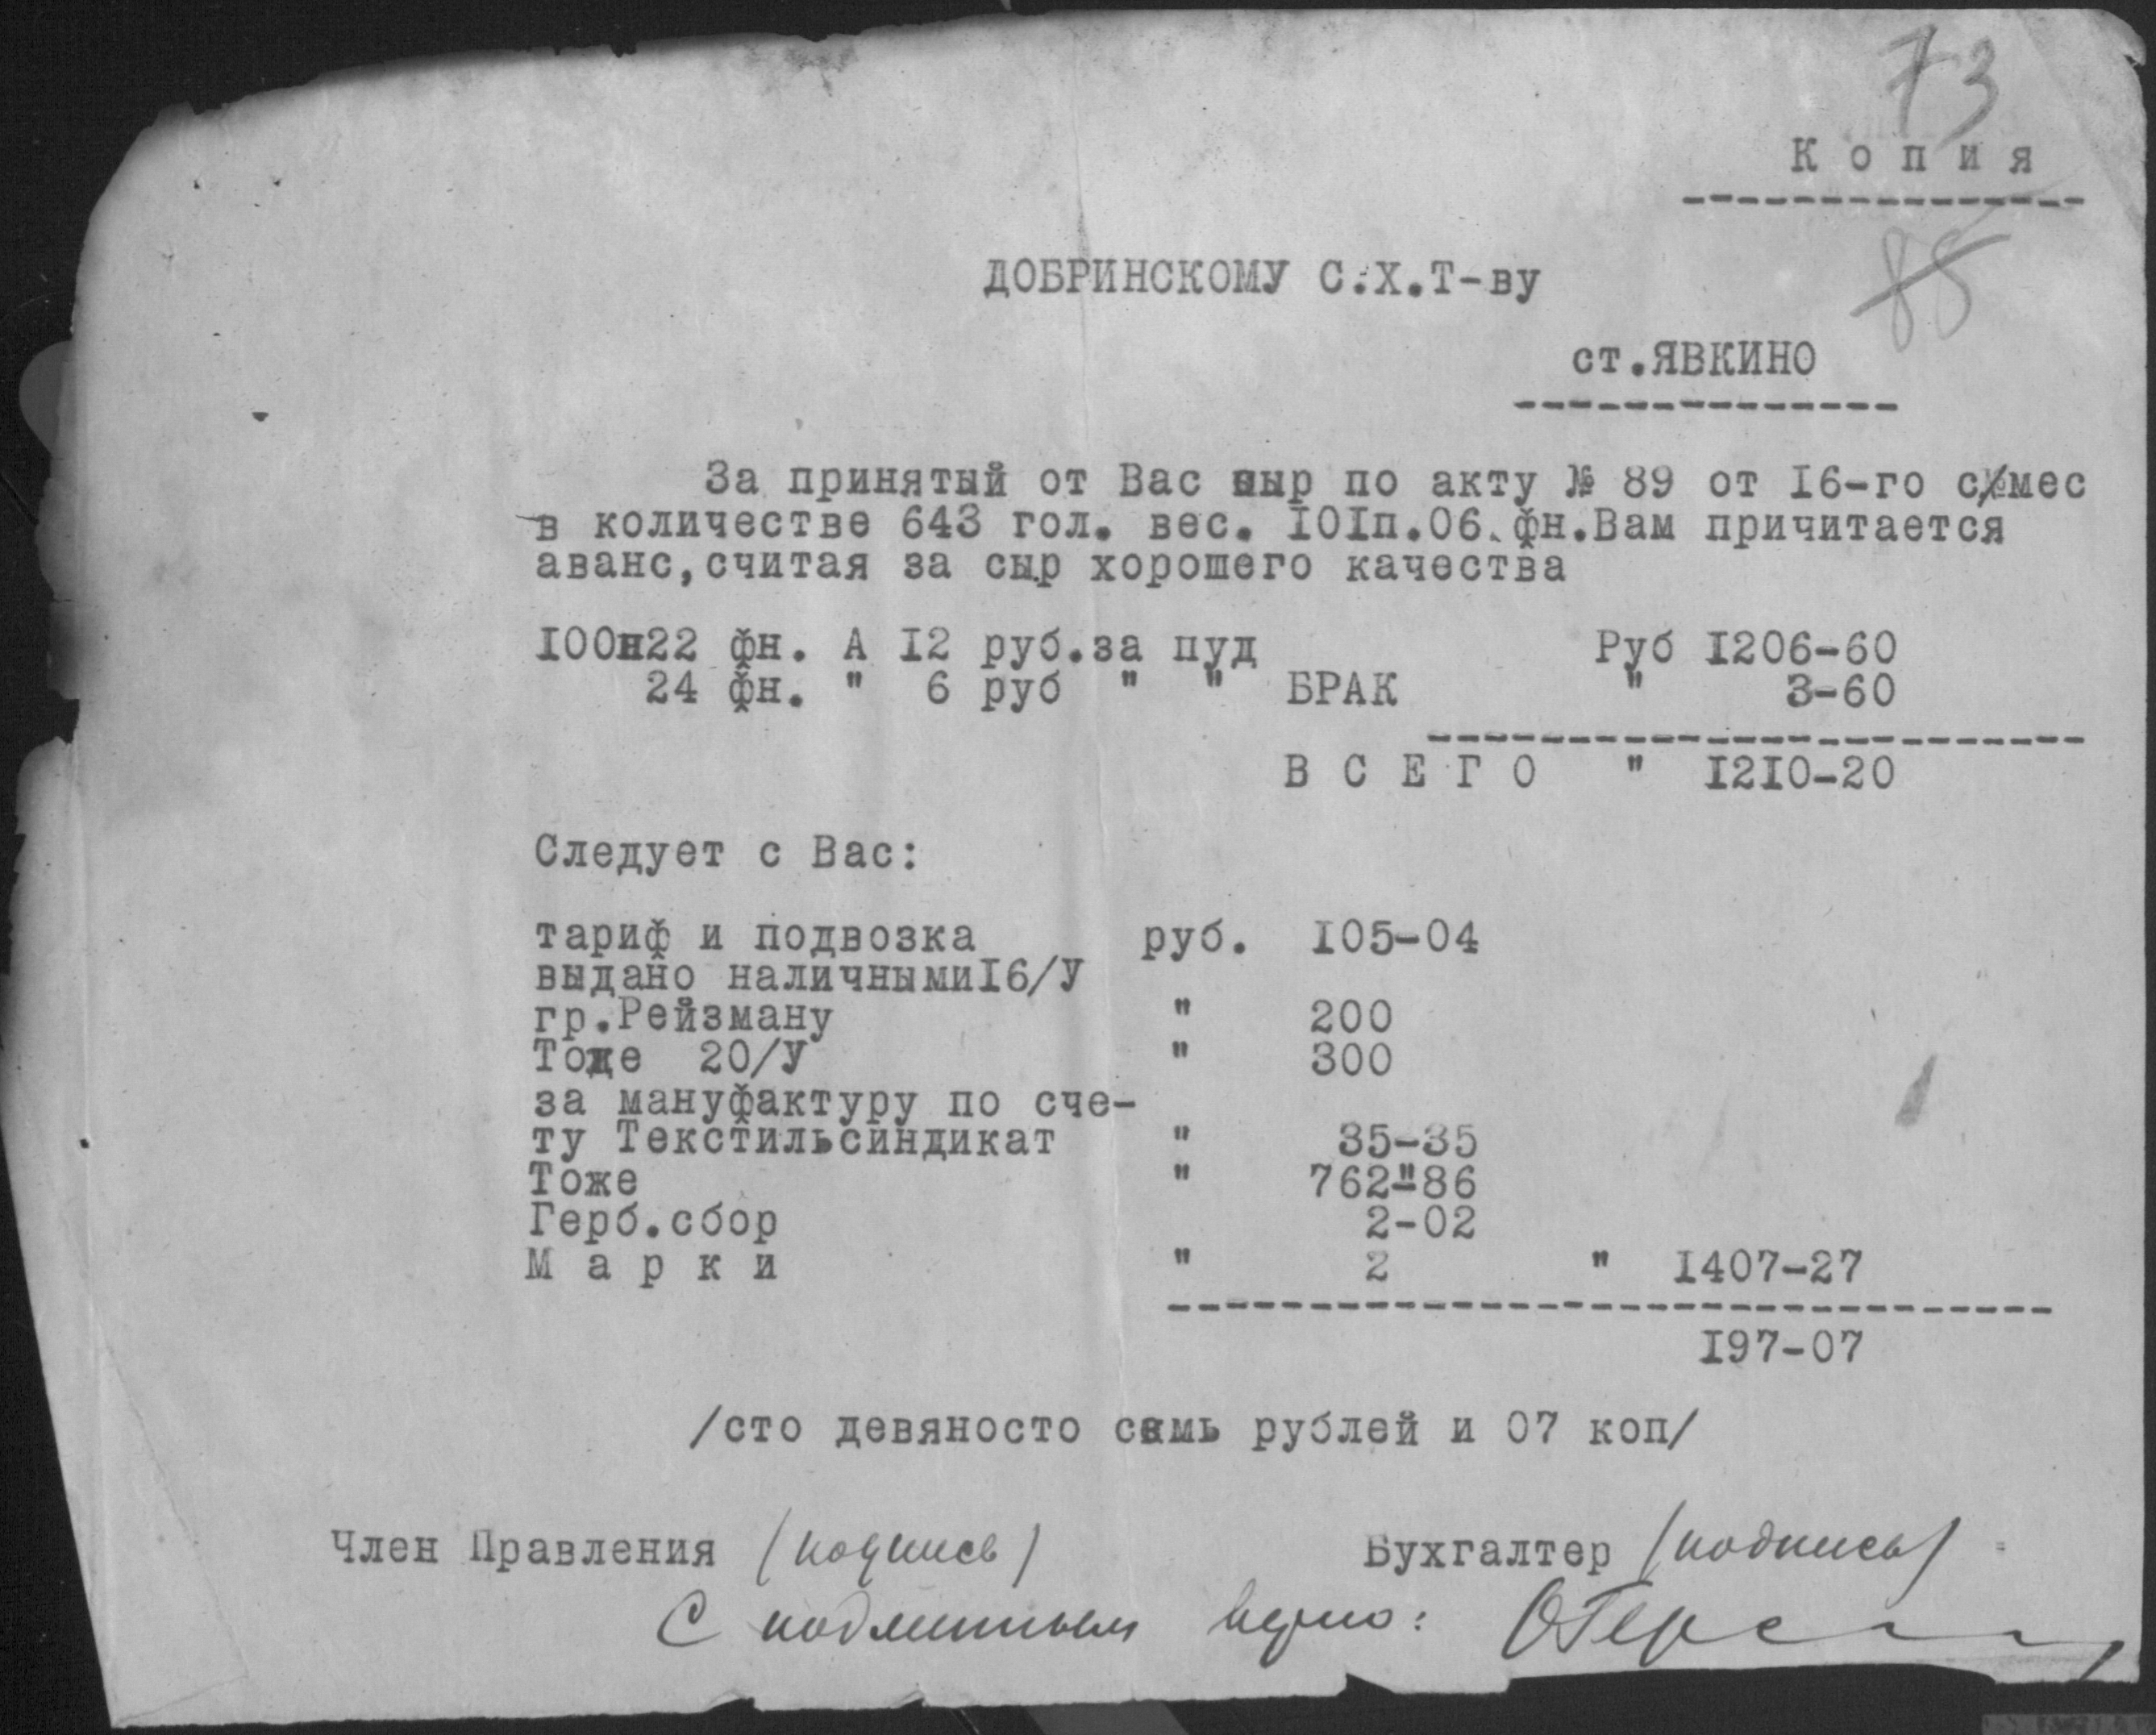 73
Копия
ДОБРИНСКОМУ С.Х.Т-ву
88
ст.ЯВКИНО
За принятый от Вас сыр по акту № 89 от 16-го с/мес
в количестве 643 гол. вес. 101п.06.фн.Вам причитается
аванс,считая за сыр хорошего качества
100п22 фн. А 12 руб.за пуд Руб 1206-60
24 фн. " 6 руб " " БРАК " 3-60
ВСЕГО " 1210-20
Следует с Вас:
тариф и подвозка руб. 105-04
выдано наличными16/У
гр.Рейзману " 200
Тоже 20/У " 300
за мануфактуру по сче-
ту Текстильсиндикат " 35-35
Тоже " 762"86
Герб.сбор 2-02
Марки " 2 " 1407-27
197-07
/сто девяносто семь рублей и 07 коп/
Член Правления (подпись) Бухгалтер (подпись)
С подлинным верно: